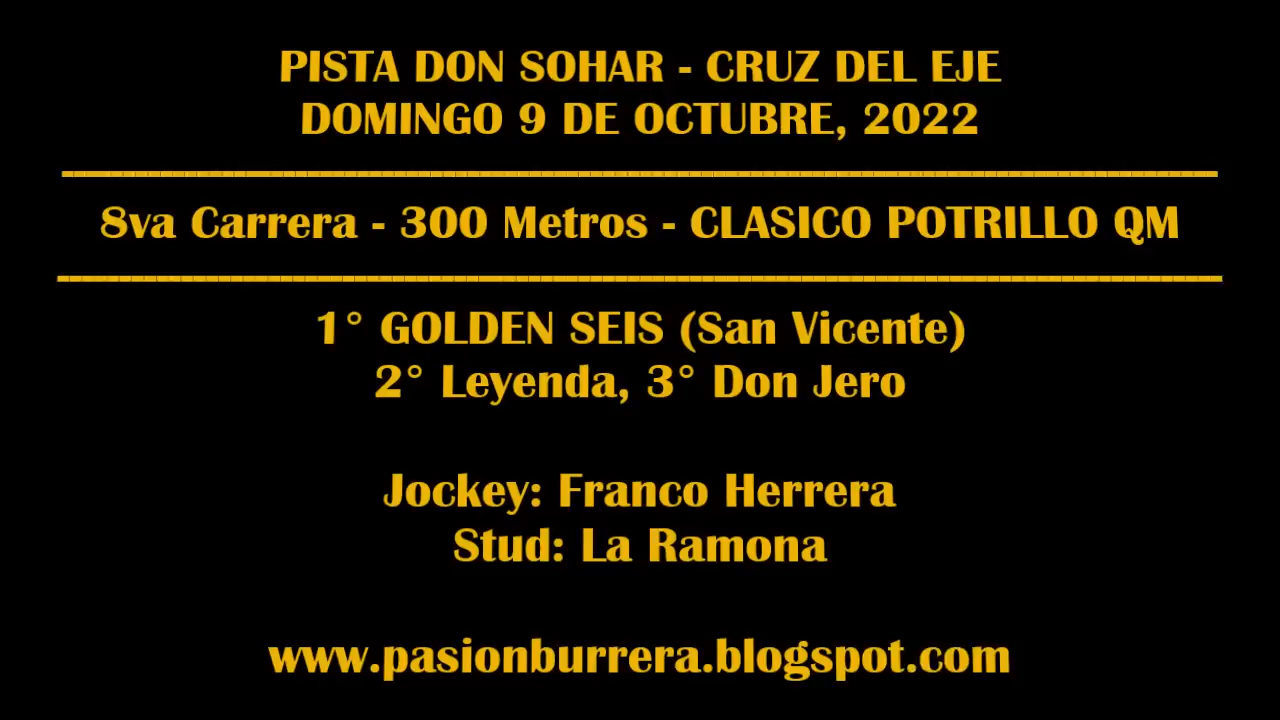 PISTA DON SOHAR - CRUZ DEL EJE
DOMINGO 9 DE OCTUBRE, 2022
8va Carrera - 300 Metros - CLASICO POTRILLO QM
1° GOLDEN SEIS (San Vicente)
2° Leyenda, 3° Don Jero
Jockey: Franco Herrera
Stud: La Ramona
www.pasionburrera.blogspot.com